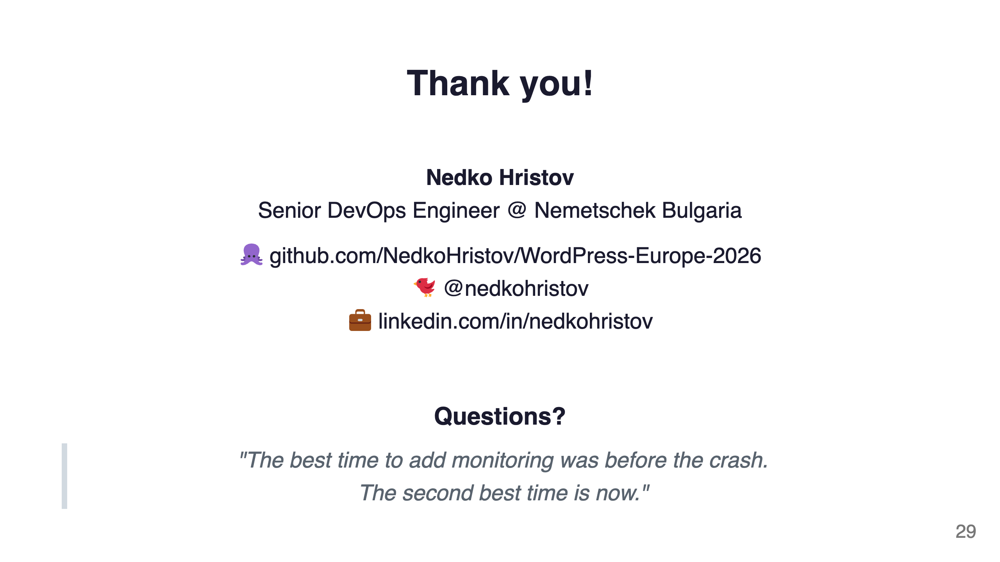 Thank you!
Nedko Hristov
Senior DevOps Engineer @ Nemetschek Bulgaria
🐙 github.com/NedkoHristov/WordPress-Europe-2026
🐦 @nedkohristov
💼 linkedin.com/in/nedkohristov
Questions?
"The best time to add monitoring was before the crash.
The second best time is now."
29